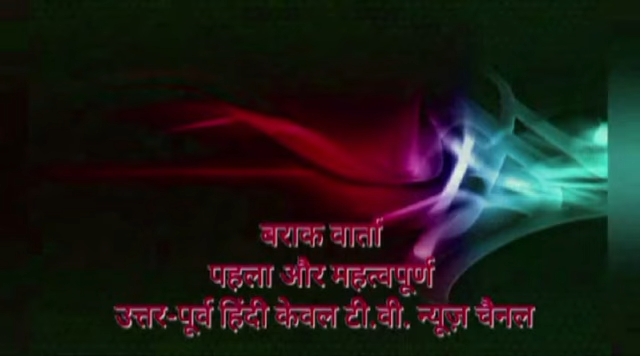 बराक वार्ता
पहला और महत्वपूर्ण
उत्तर-पूर्व हिंदी केवल टी.वी. न्यूज़ चैनल